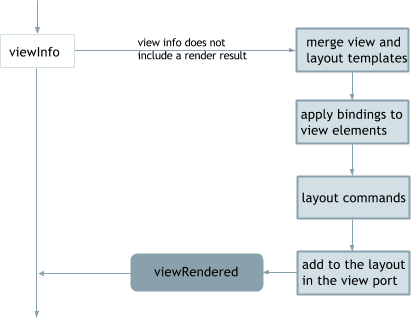 viewInfo
view info does not
include a render result
merge view and
layout templates
apply bindings to
view elements
layout commands
add to the layout
in the view port
viewRendered